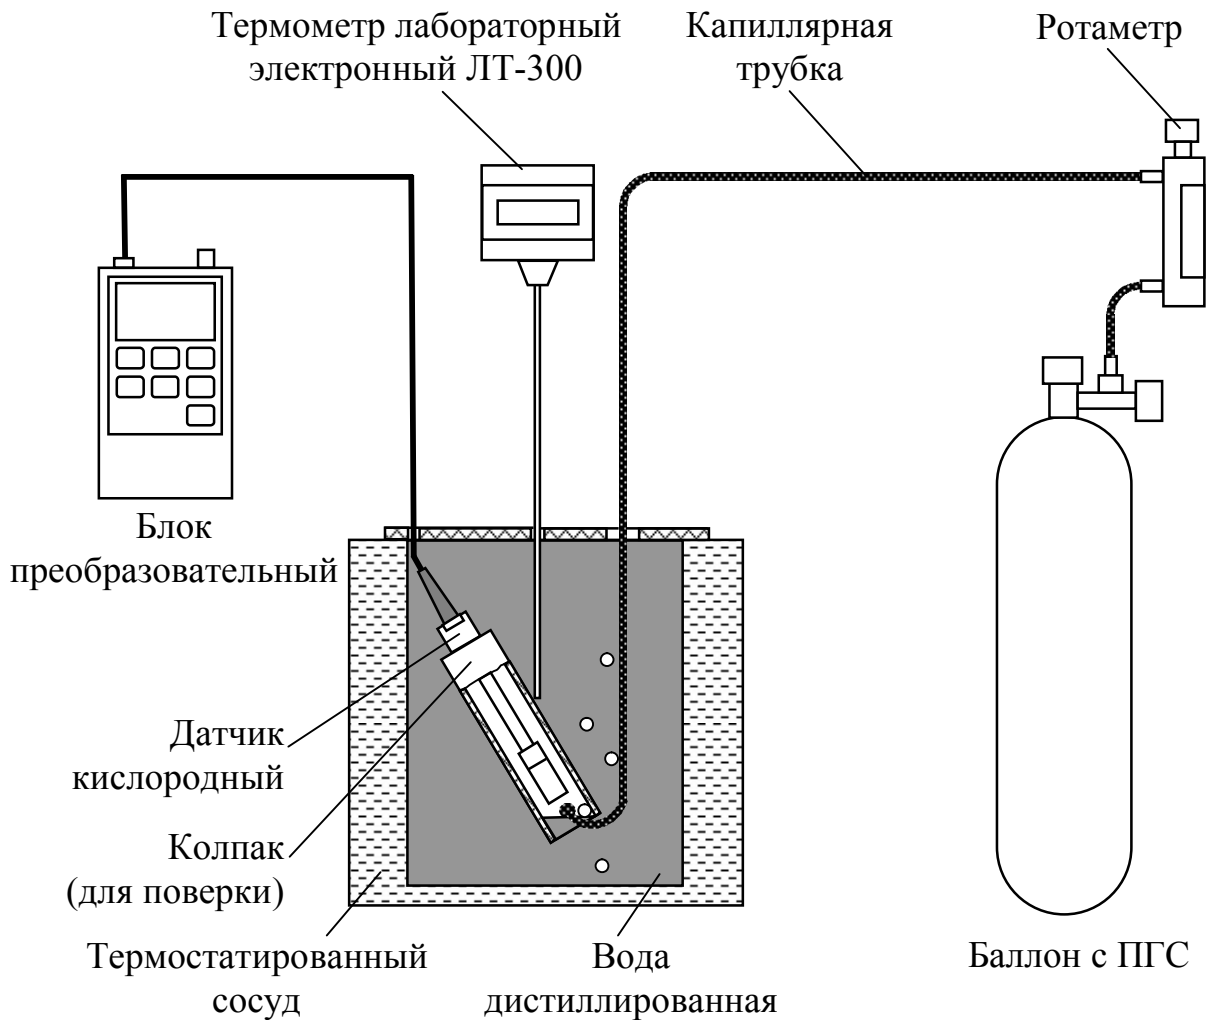 Термометр лабораторный
электронный ЛТ-300
Капиллярная
трубка
Ротаметр
Блок
преобразовательный
Датчик
кислородный
Колпак
(для поверки)
Термостатированный
сосуд
Вода
дистиллированная
Баллон с ПГС